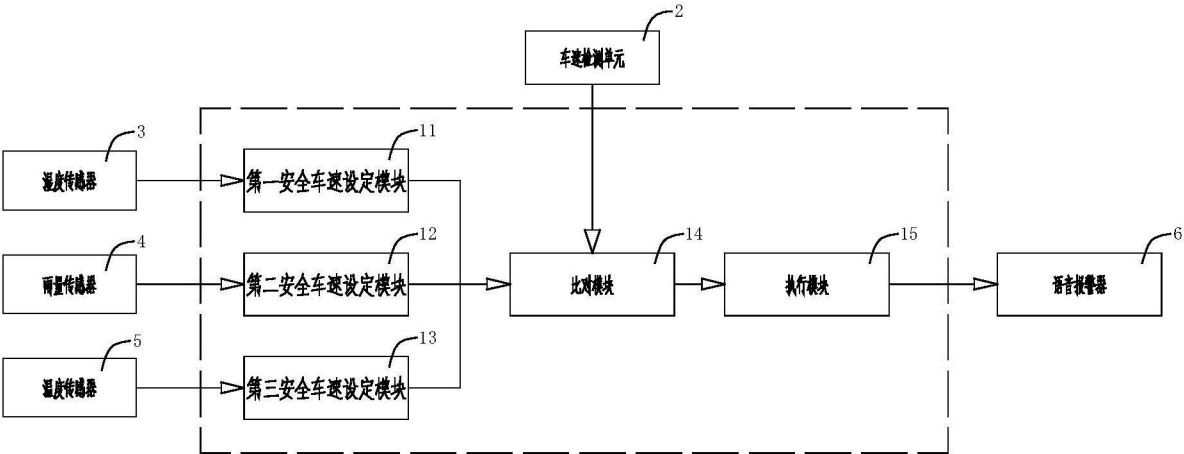 2
车速检测单元
3
湿度传感器
11
第一安全车速设定模块
4
雨量传感器
12
第二安全车速设定模块
14
比对模块
15
执行模块
6
语音报警器
5
温度传感器
13
第三安全车速设定模块